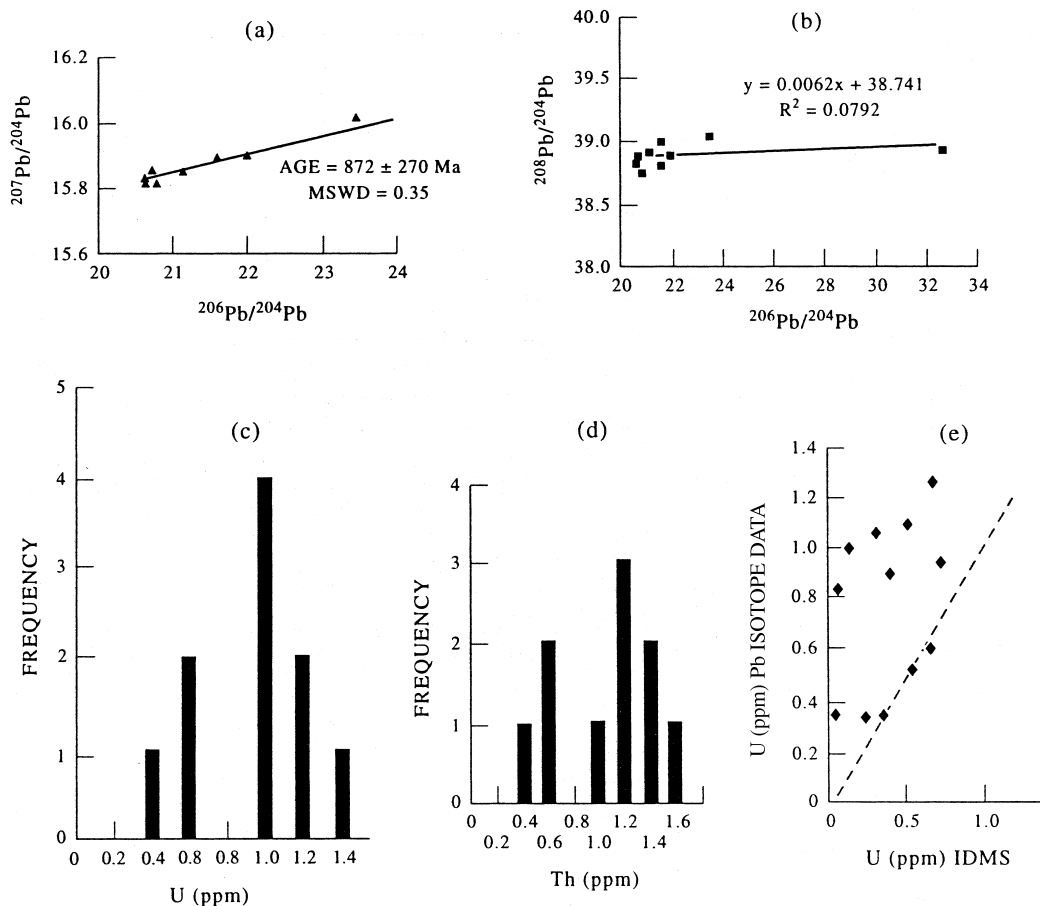 (a)
16.2
16.0
15.8
15.6
²⁰⁷Pb/²⁰⁴Pb
AGE = 872 ± 270 Ma
MSWD = 0.35
20 21 22 23 24
²⁰⁶Pb/²⁰⁴Pb
(b)
40.0
39.5
39.0
38.5
38.0
²⁰⁸Pb/²⁰⁴Pb
y = 0.0062x + 38.741
R² = 0.0792
20 22 24 26 28 30 32 34
²⁰⁶Pb/²⁰⁴Pb
(c)
5
4
3
2
1
0
FREQUENCY
0 0.2 0.4 0.6 0.8 1.0 1.2 1.4
U (ppm)
(d)
4
3
2
1
0
FREQUENCY
0 0.4 0.8 1.2 1.6
0.2 0.6 1.0 1.4
Th (ppm)
(e)
1.4
1.2
1.0
0.8
0.6
0.4
0.2
0
U (ppm) Pb ISOTOPE DATA
0 0.5 1.0
U (ppm) IDMS